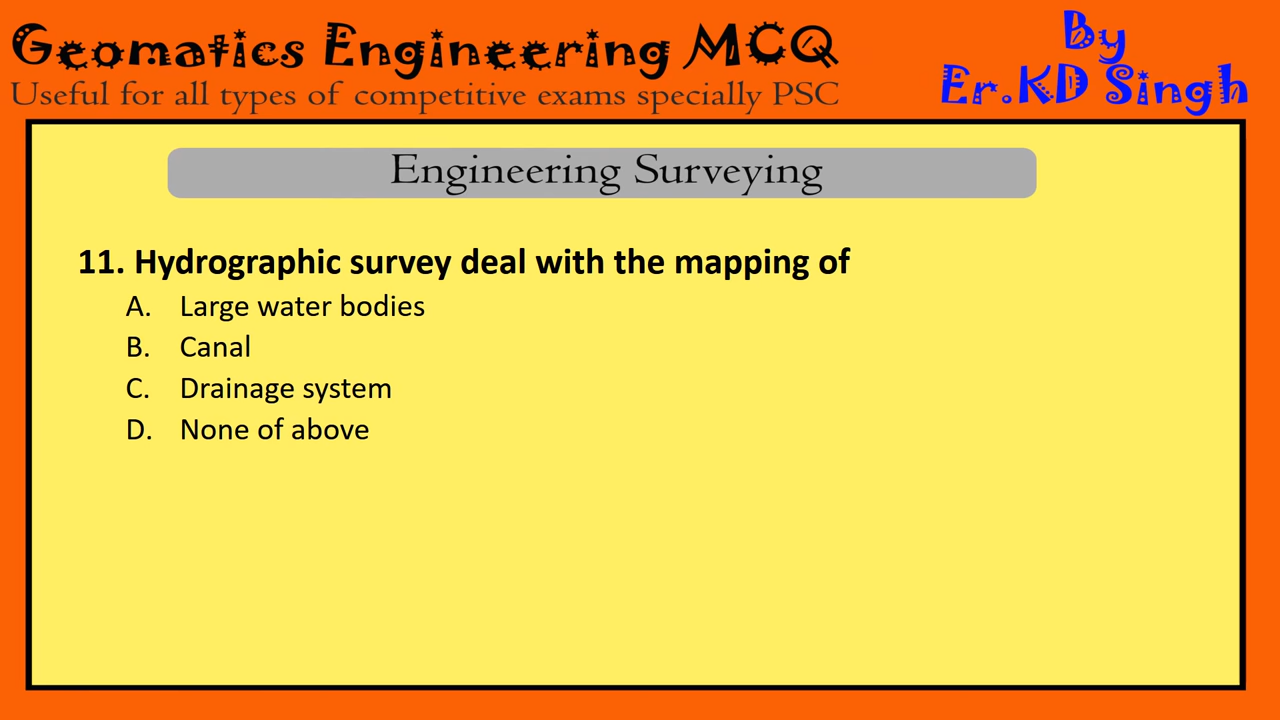 Geomatics Engineering MCQ
Useful for all types of competitive exams specially PSC
By
Er.KD Singh
Engineering Surveying
11. Hydrographic survey deal with the mapping of
A. Large water bodies
B. Canal
C. Drainage system
D. None of above